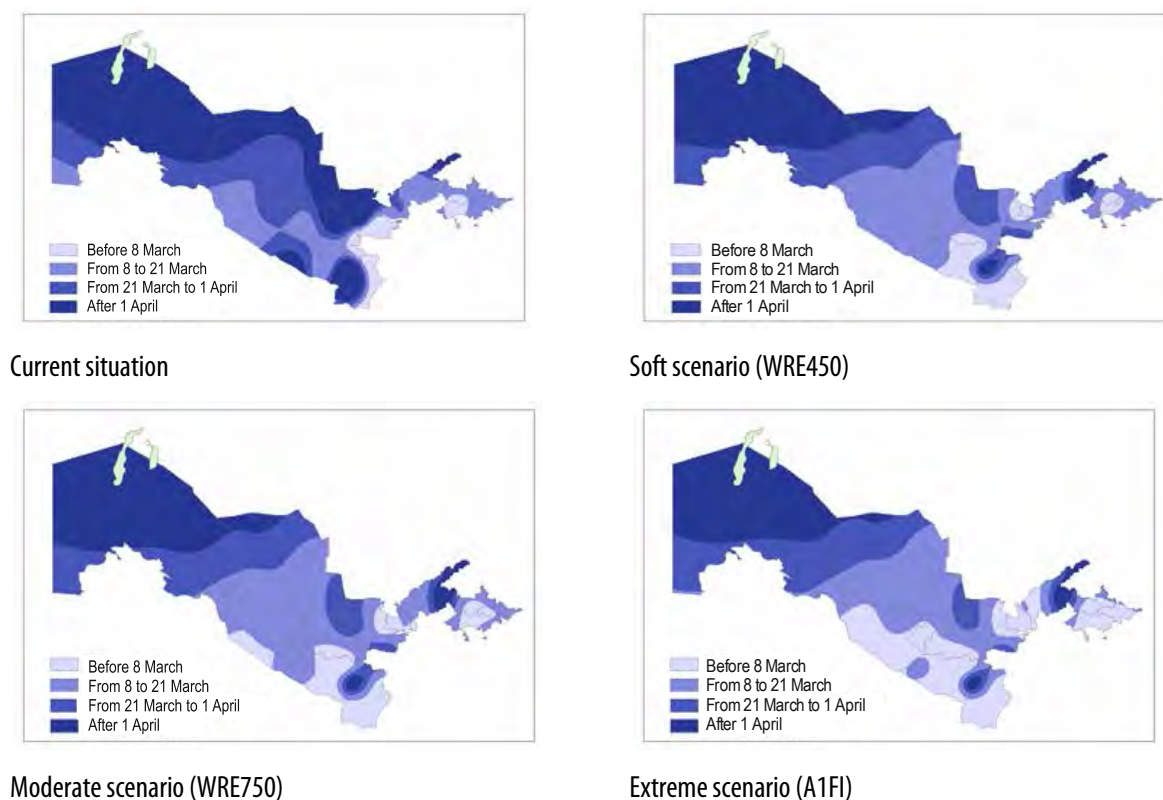 Before 8 March
From 8 to 21 March
From 21 March to 1 April
After 1 April
Current situation
Before 8 March
From 8 to 21 March
From 21 March to 1 April
After 1 April
Soft scenario (WRE450)
Before 8 March
From 8 to 21 March
From 21 March to 1 April
After 1 April
Moderate scenario (WRE750)
Before 8 March
From 8 to 21 March
From 21 March to 1 April
After 1 April
Extreme scenario (A1FI)